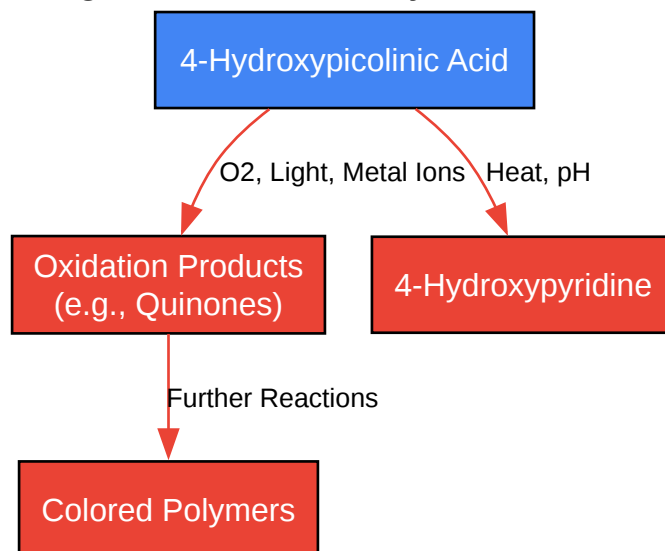 4-Hydroxypicolinic Acid
O2, Light, Metal Ions
Heat, pH
Oxidation Products
(e.g., Quinones)
4-Hydroxypyridine
Further Reactions
Colored Polymers